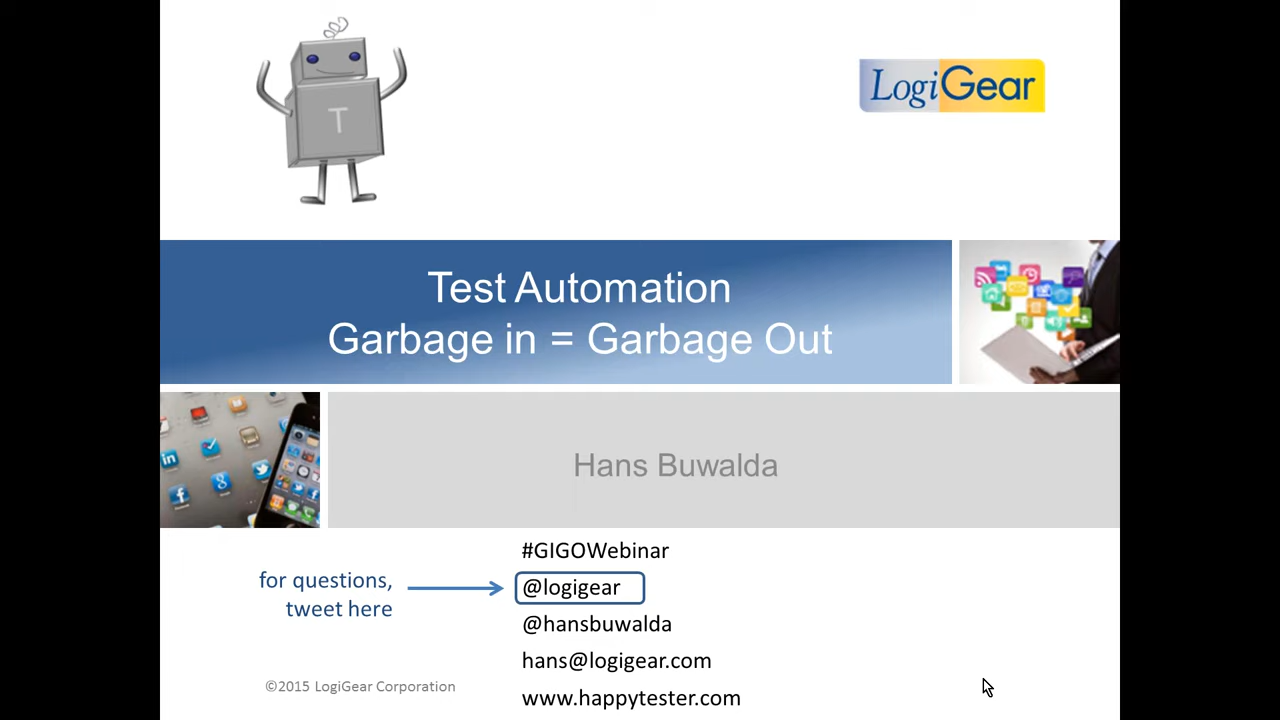 T
LogiGear
Test Automation
Garbage in = Garbage Out
in
f
g
Hans Buwalda
#GIGOWebinar
for questions,
tweet here
@logigear
@hansbuwalda
hans@logigear.com
©2015 LogiGear Corporation
www.happytester.com